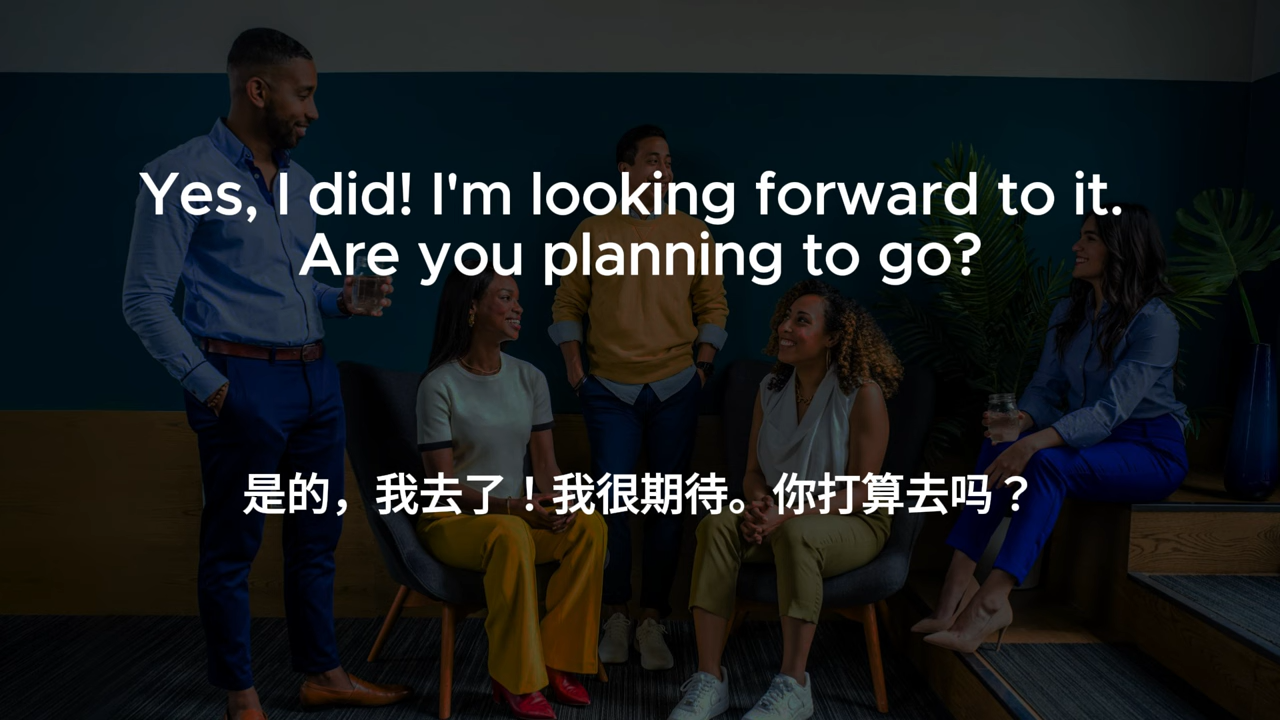 Yes, I did! I'm looking forward to it.
Are you planning to go?
是的，我去了！我很期待。你打算去吗？